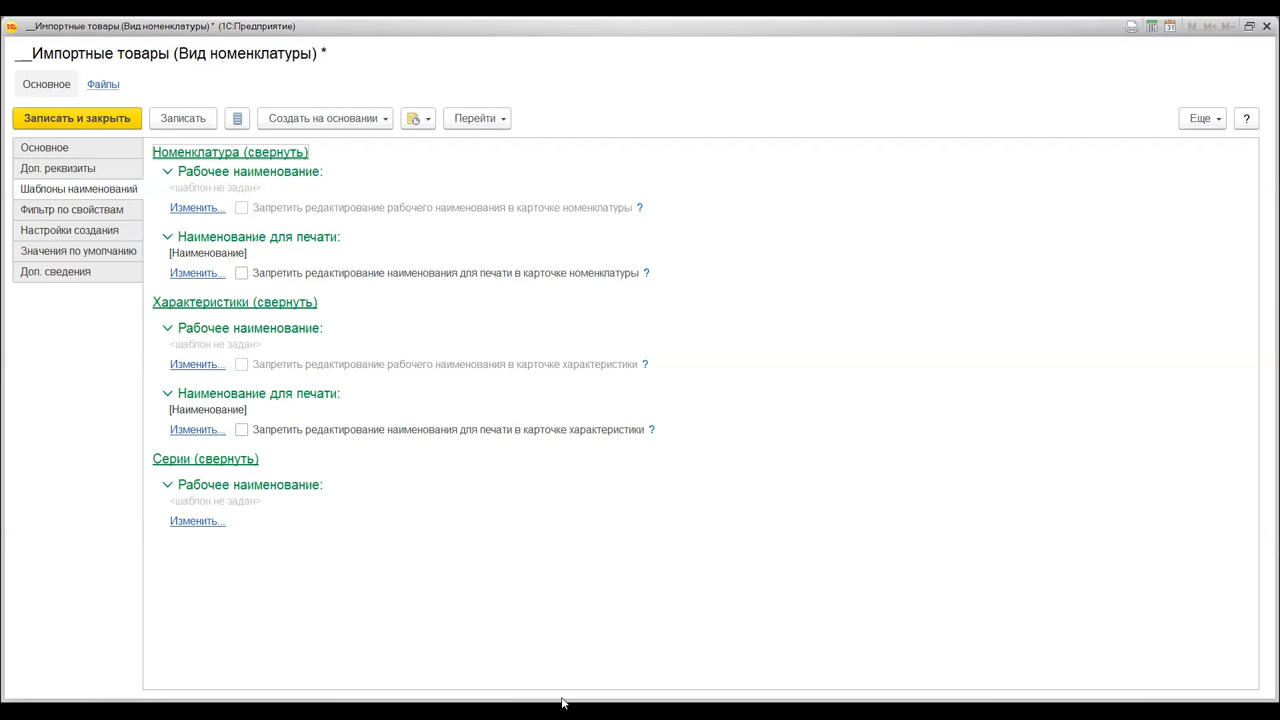 __Импортные товары (Вид номенклатуры) * (1С:Предприятие)
M M+ M-
__Импортные товары (Вид номенклатуры) *
Основное Файлы
Записать и закрыть Записать Создать на основании Перейти Еще ?
Основное
Доп. реквизиты
Шаблоны наименований
Фильтр по свойствам
Настройки создания
Значения по умолчанию
Доп. сведения
Номенклатура (свернуть)
Рабочее наименование:
<шаблон не задан>
Изменить... Запретить редактирование рабочего наименования в карточке номенклатуры ?
Наименование для печати:
[Наименование]
Изменить... Запретить редактирование наименования для печати в карточке номенклатуры ?
Характеристики (свернуть)
Рабочее наименование:
<шаблон не задан>
Изменить... Запретить редактирование рабочего наименования в карточке характеристики ?
Наименование для печати:
[Наименование]
Изменить... Запретить редактирование наименования для печати в карточке характеристики ?
Серии (свернуть)
Рабочее наименование:
<шаблон не задан>
Изменить...